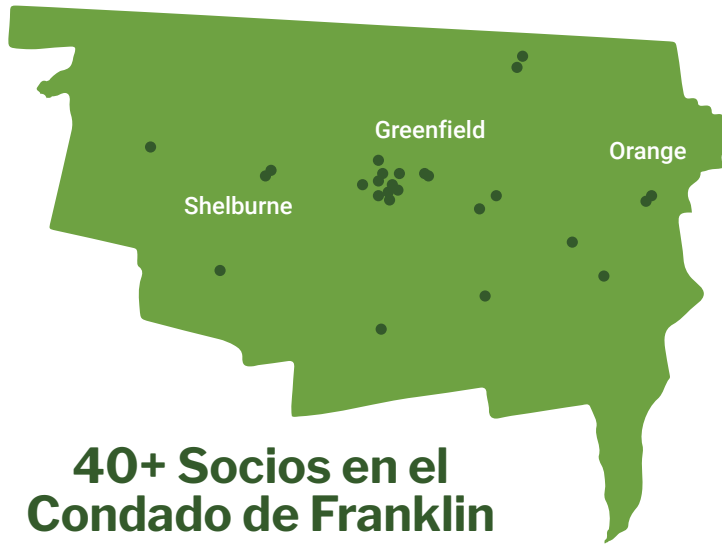 Greenfield
Orange
Shelburne
40+ Socios en el
Condado de Franklin